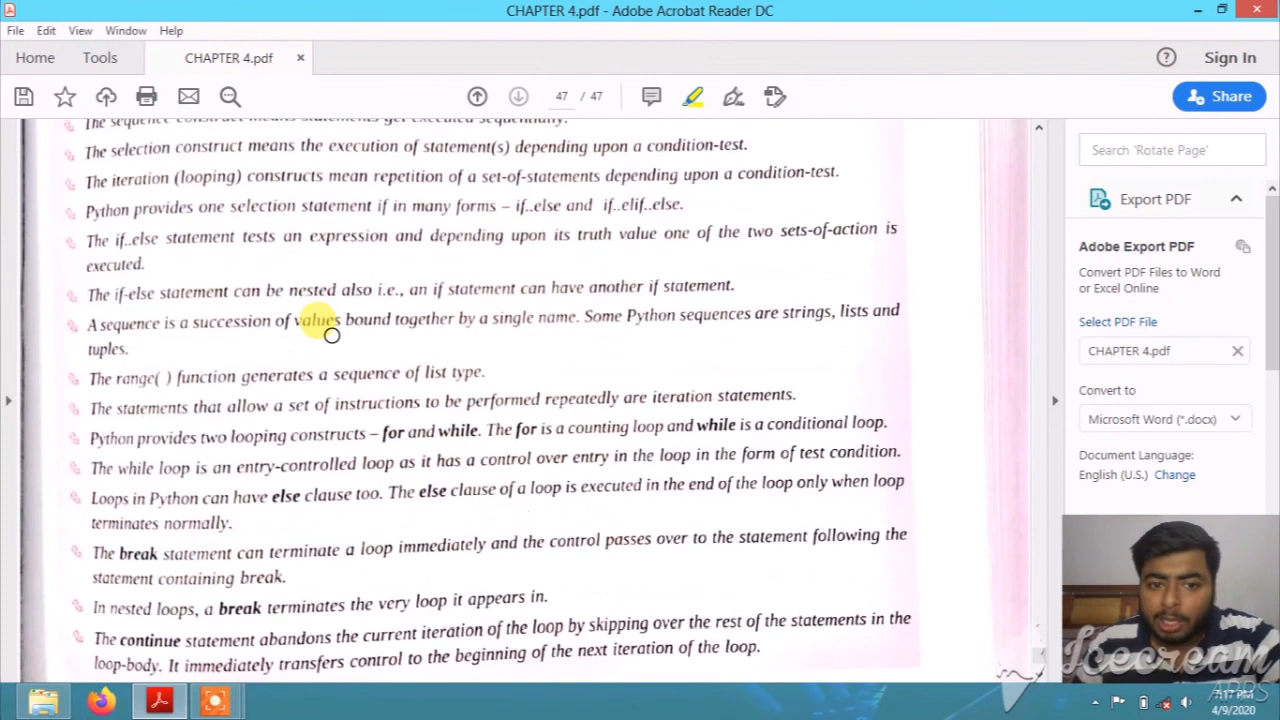 CHAPTER 4.pdf - Adobe Acrobat Reader DC
File Edit View Window Help
Home Tools CHAPTER 4.pdf × Sign In
47 / 47 Share
The sequence construct means statements get executed sequentially.
The selection construct means the execution of statement(s) depending upon a condition-test.
The iteration (looping) constructs mean repetition of a set-of-statements depending upon a condition-test.
Python provides one selection statement if in many forms – if..else and if..elif..else.
The if..else statement tests an expression and depending upon its truth value one of the two sets-of-action is
executed.
The if-else statement can be nested also i.e., an if statement can have another if statement.
A sequence is a succession of values bound together by a single name. Some Python sequences are strings, lists and
tuples.
The range( ) function generates a sequence of list type.
The statements that allow a set of instructions to be performed repeatedly are iteration statements.
Python provides two looping constructs – for and while. The for is a counting loop and while is a conditional loop.
The while loop is an entry-controlled loop as it has a control over entry in the loop in the form of test condition.
Loops in Python can have else clause too. The else clause of a loop is executed in the end of the loop only when loop
terminates normally.
The break statement can terminate a loop immediately and the control passes over to the statement following the
statement containing break.
In nested loops, a break terminates the very loop it appears in.
The continue statement abandons the current iteration of the loop by skipping over the rest of the statements in the
loop-body. It immediately transfers control to the beginning of the next iteration of the loop.
Search 'Rotate Page'
Export PDF
Adobe Export PDF
Convert PDF Files to Word
or Excel Online
Select PDF File
CHAPTER 4.pdf
Convert to
Microsoft Word (*.docx)
Document Language:
English (U.S.) Change
Icecream
APPS
7:17 PM
4/9/2020